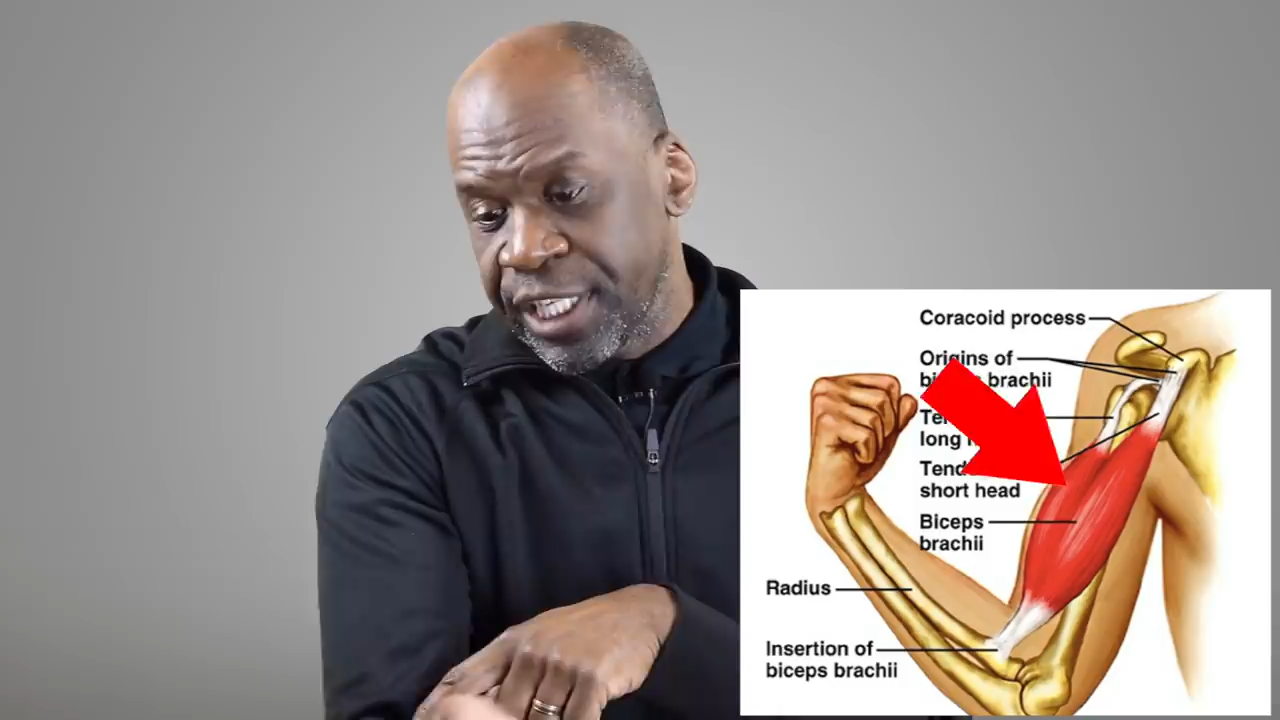 Coracoid process
Origins of
brachii
long
short head
Biceps
brachii
Radius
Insertion of
biceps brachii